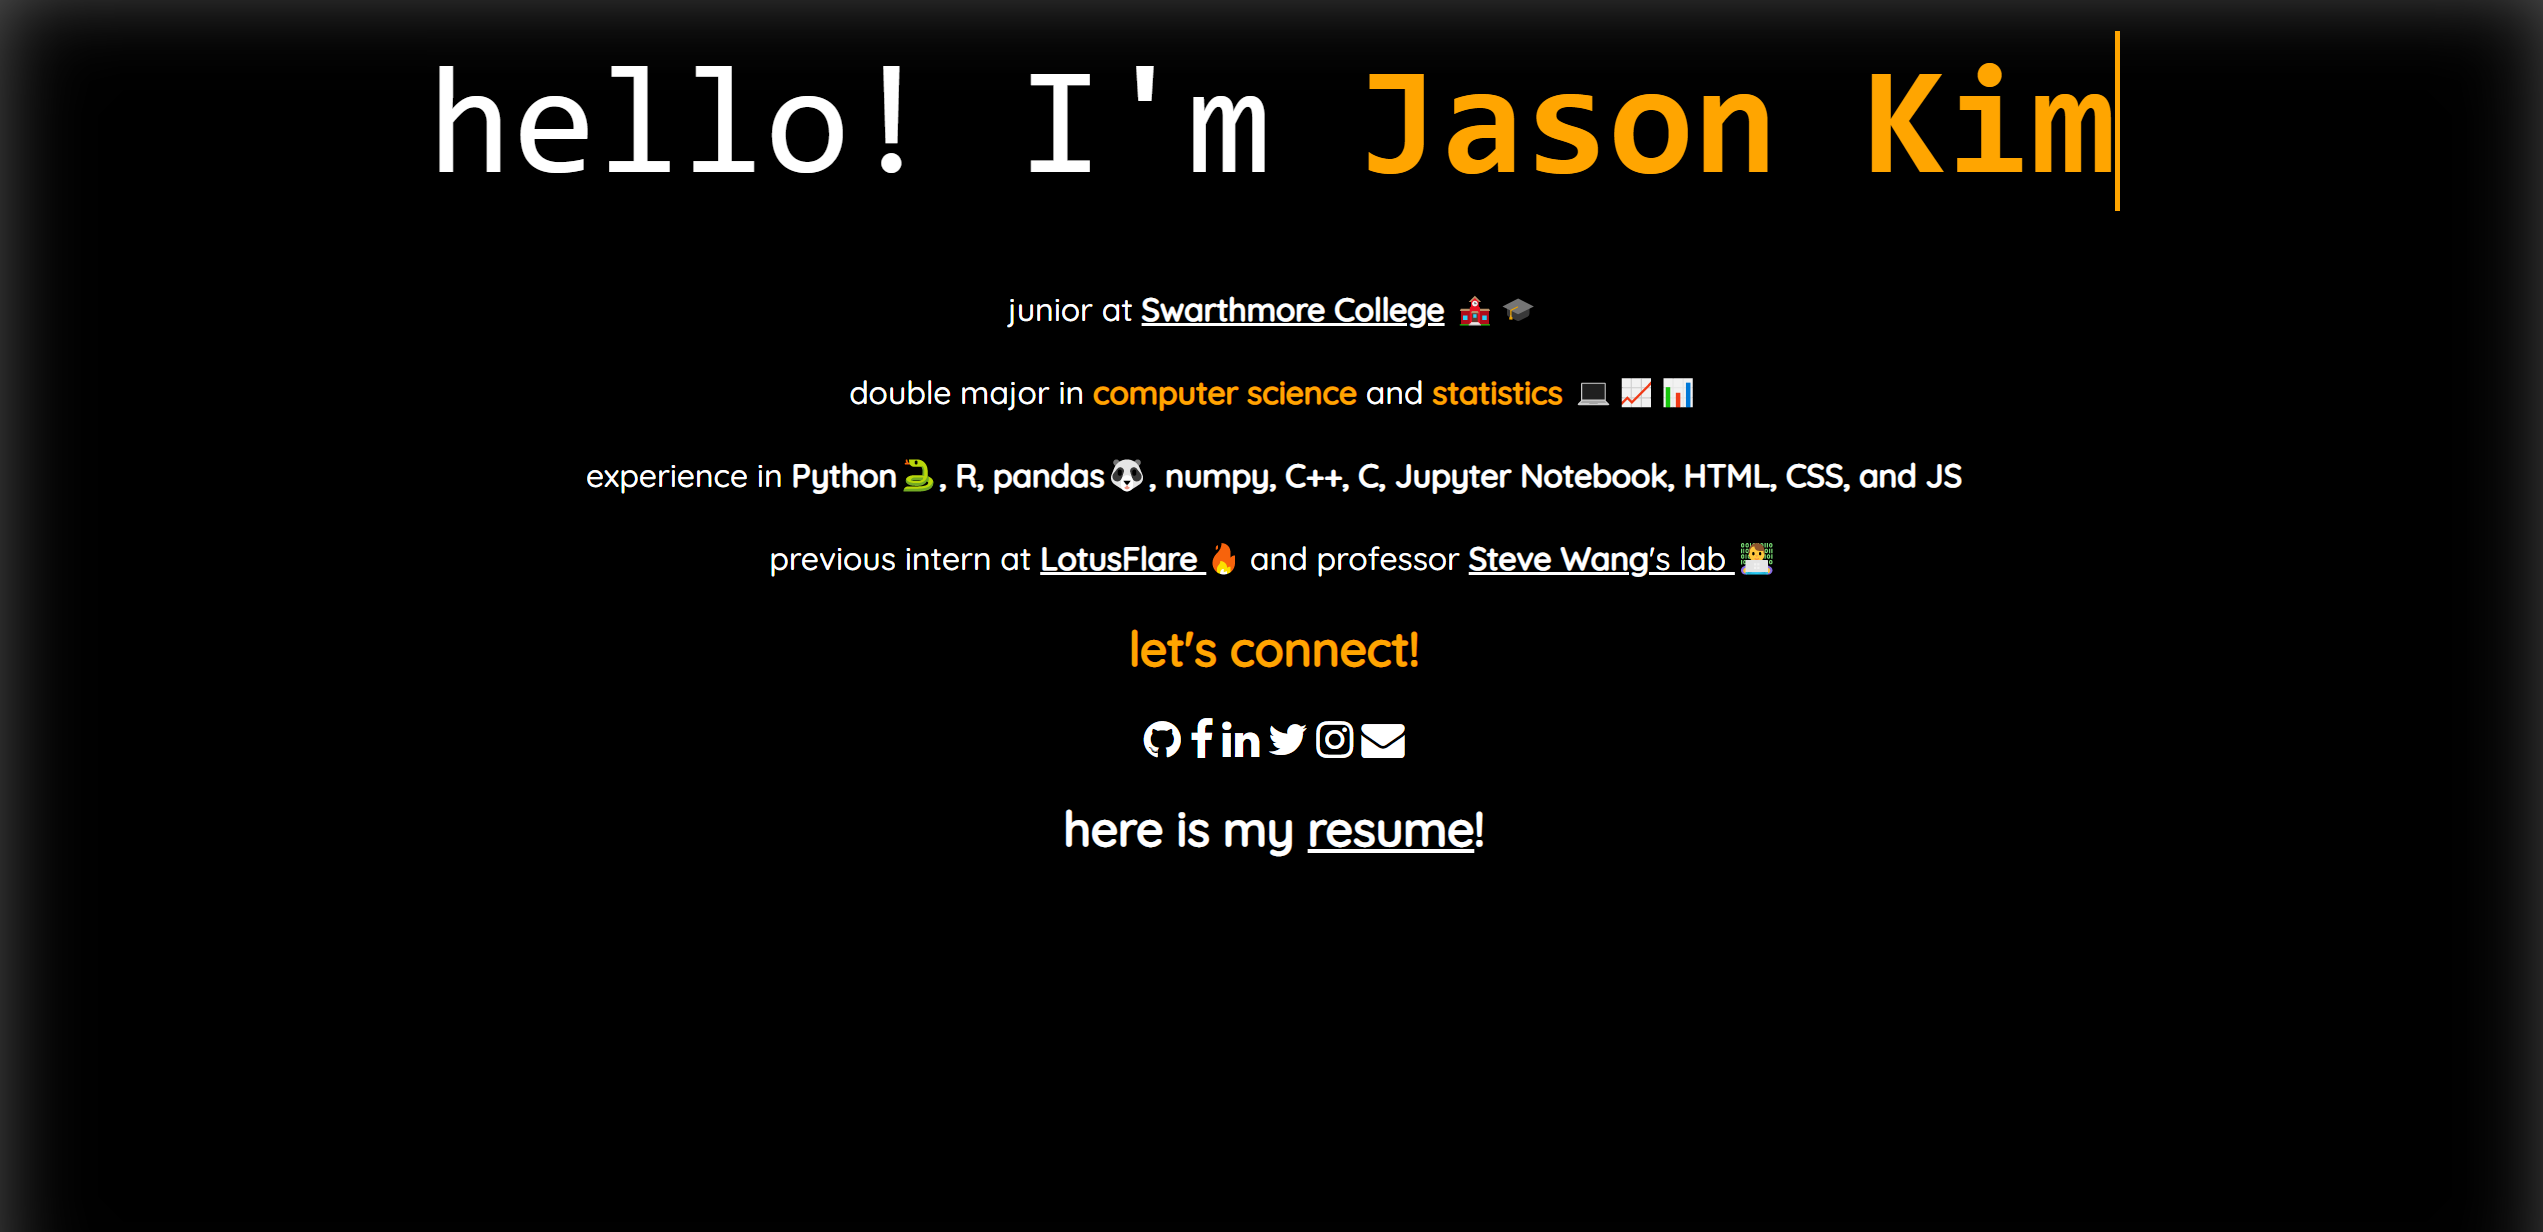 hello! I'm Jason Kim
junior at Swarthmore College 🏫 🎓
double major in computer science and statistics 💻 📈 📊
experience in Python🐍, R, pandas🐼, numpy, C++, C, Jupyter Notebook, HTML, CSS, and JS
previous intern at LotusFlare 🔥 and professor Steve Wang's lab 👨‍💻
let's connect!
here is my resume!